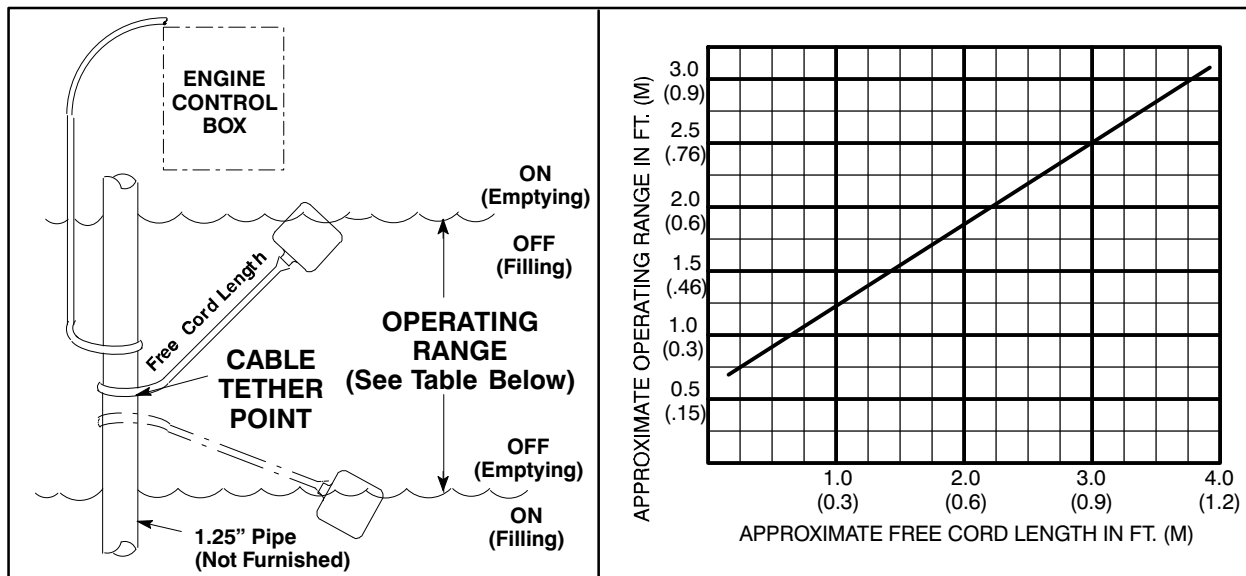 ENGINE
CONTROL
BOX
ON
(Emptying)
OFF
(Filling)
Free Cord Length
OPERATING
RANGE
(See Table Below)
CABLE
TETHER
POINT
OFF
(Emptying)
ON
(Filling)
1.25” Pipe
(Not Furnished)
APPROXIMATE OPERATING RANGE IN FT. (M)
3.0
(0.9)
2.5
(.76)
2.0
(0.6)
1.5
(.46)
1.0
(0.3)
0.5
(.15)
1.0 2.0 3.0 4.0
(0.3) (0.6) (0.9) (1.2)
APPROXIMATE FREE CORD LENGTH IN FT. (M)